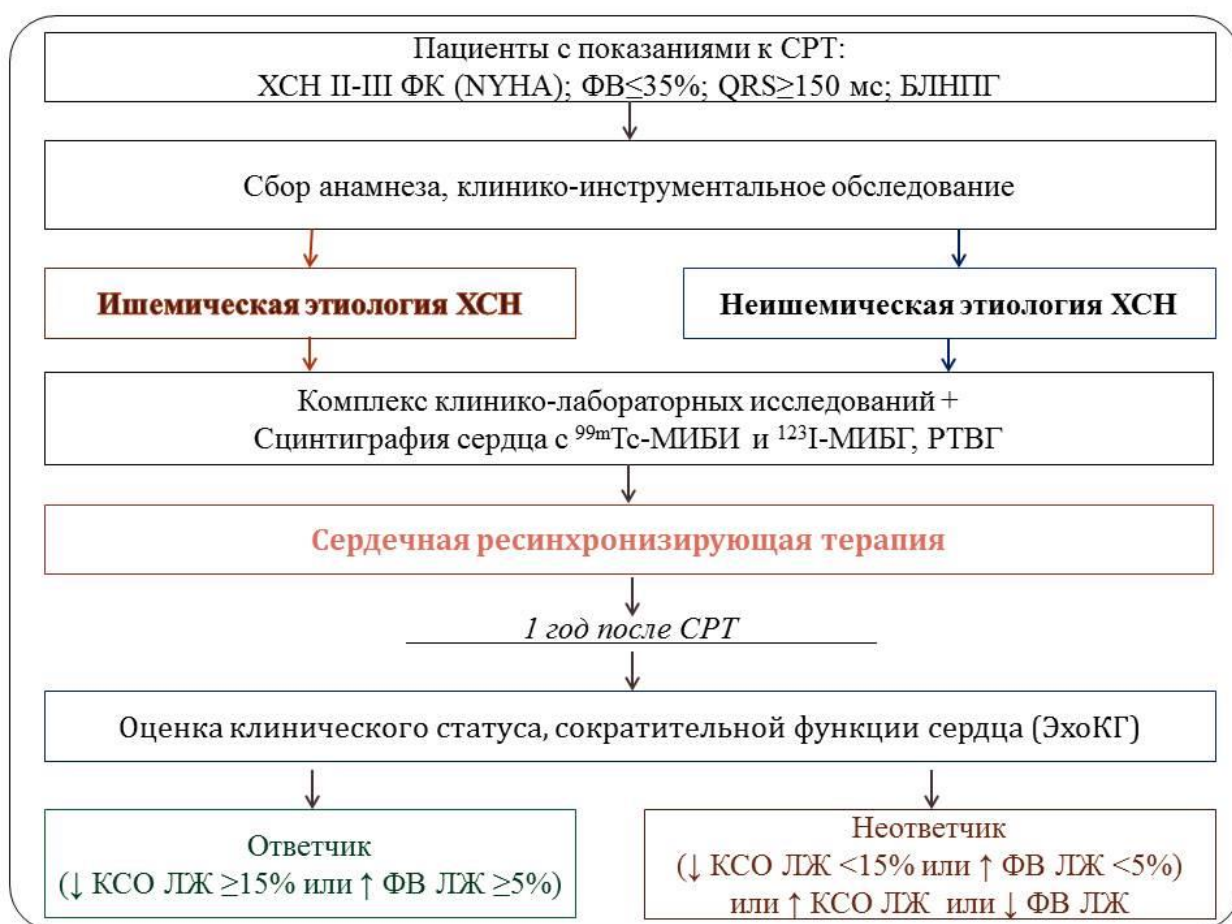 Пациенты с показаниями к СРТ:
ХСН II-III ФК (NYHA); ФВ≤35%; QRS≥150 мс; БЛНПГ
Сбор анамнеза, клинико-инструментальное обследование
Ишемическая этиология ХСН
Неишемическая этиология ХСН
Комплекс клинико-лабораторных исследований +
Сцинтиграфия сердца с ⁹⁹ᵐTc-МИБИ и ¹²³I-МИБГ, РТВГ
Сердечная ресинхронизирующая терапия
1 год после СРТ
Оценка клинического статуса, сократительной функции сердца (ЭхоКГ)
Ответчик
(↓ КСО ЛЖ ≥15% или ↑ ФВ ЛЖ ≥5%)
Неответчик
(↓ КСО ЛЖ <15% или ↑ ФВ ЛЖ <5%)
или ↑ КСО ЛЖ или ↓ ФВ ЛЖ